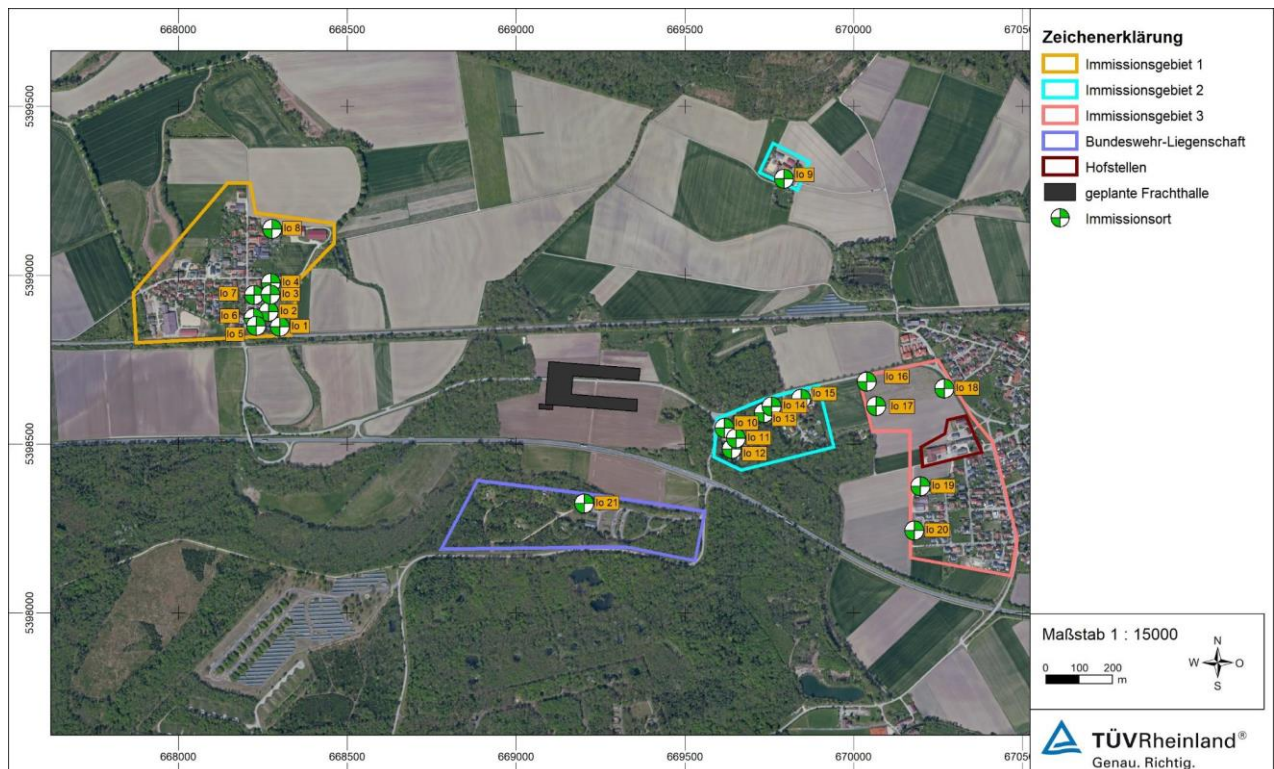 668000
668500
669000
669500
670000
67050
5399500
5399000
5398500
5398000
Io 9
Io 8
Io 4
Io 7
Io 3
Io 2
Io 6
Io 1
Io 5
Io 16
Io 18
Io 15
Io 14
Io 17
Io 13
Io 10
Io 11
Io 12
Io 19
Io 21
Io 20
668000
668500
669000
669500
670000
67050
Zeichenerklärung
Immissionsgebiet 1
Immissionsgebiet 2
Immissionsgebiet 3
Bundeswehr-Liegenschaft
Hofstellen
geplante Frachthalle
Immissionsort
Maßstab 1 : 15000
0 100 200
m
N
W O
S
TÜVRheinland®
Genau. Richtig.